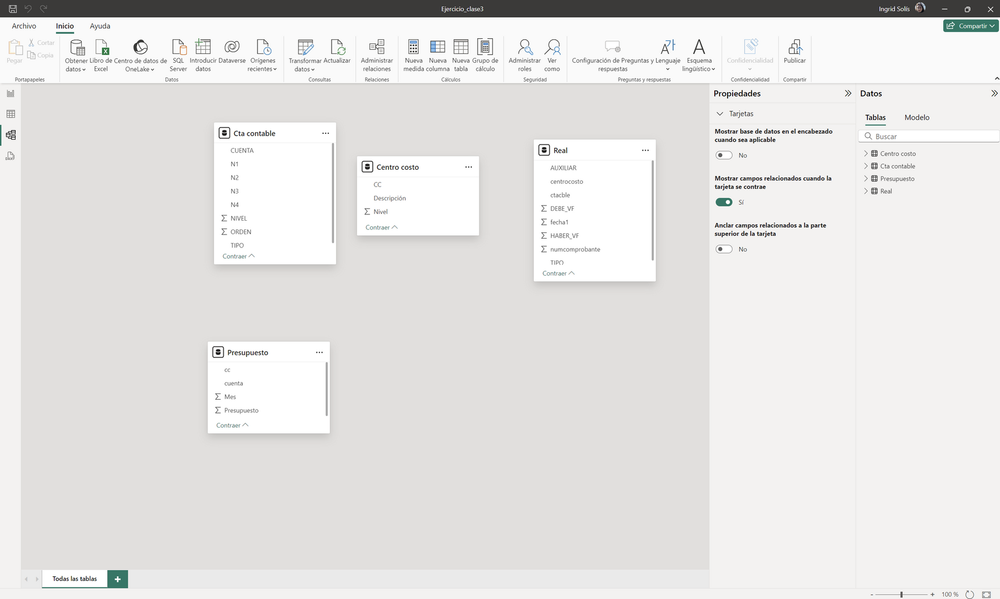 Ejercicio_clase3
Ingrid Solís
Archivo
Inicio
Ayuda
Compartir
Pegar
Cortar
Copia
Portapapeles
Obtener
datos
Libro de
Excel
Centro de datos de
OneLake
SQL
Server
Introducir
datos
Dataverse
Orígenes
recientes
Datos
Transformar
datos
Actualizar
Consultas
Administrar
relaciones
Relaciones
Nueva
medida
Nueva
columna
Nueva
tabla
Grupo de
cálculo
Cálculos
Administrar
roles
Ver
como
Seguridad
Configuración de Preguntas y
respuestas
Lenguaje
Esquema
lingüístico
Preguntas y respuestas
Confidencialidad
Confidencialidad
Publicar
Compartir
DAX
Cta contable
CUENTA
N1
N2
N3
N4
NIVEL
ORDEN
TIPO
Contraer
Centro costo
CC
Descripción
Nivel
Contraer
Real
AUXILIAR
centrocosto
ctacble
DEBE_VF
fecha1
HABER_VF
numcomprobante
TIPO
Contraer
Presupuesto
cc
cuenta
Mes
Presupuesto
Contraer
Propiedades
Tarjetas
Mostrar base de datos en el encabezado
cuando sea aplicable
No
Mostrar campos relacionados cuando la
tarjeta se contrae
Sí
Anclar campos relacionados a la parte
superior de la tarjeta
No
Datos
Tablas
Modelo
Buscar
Centro costo
Cta contable
Presupuesto
Real
Todas las tablas
+
- + 100 %